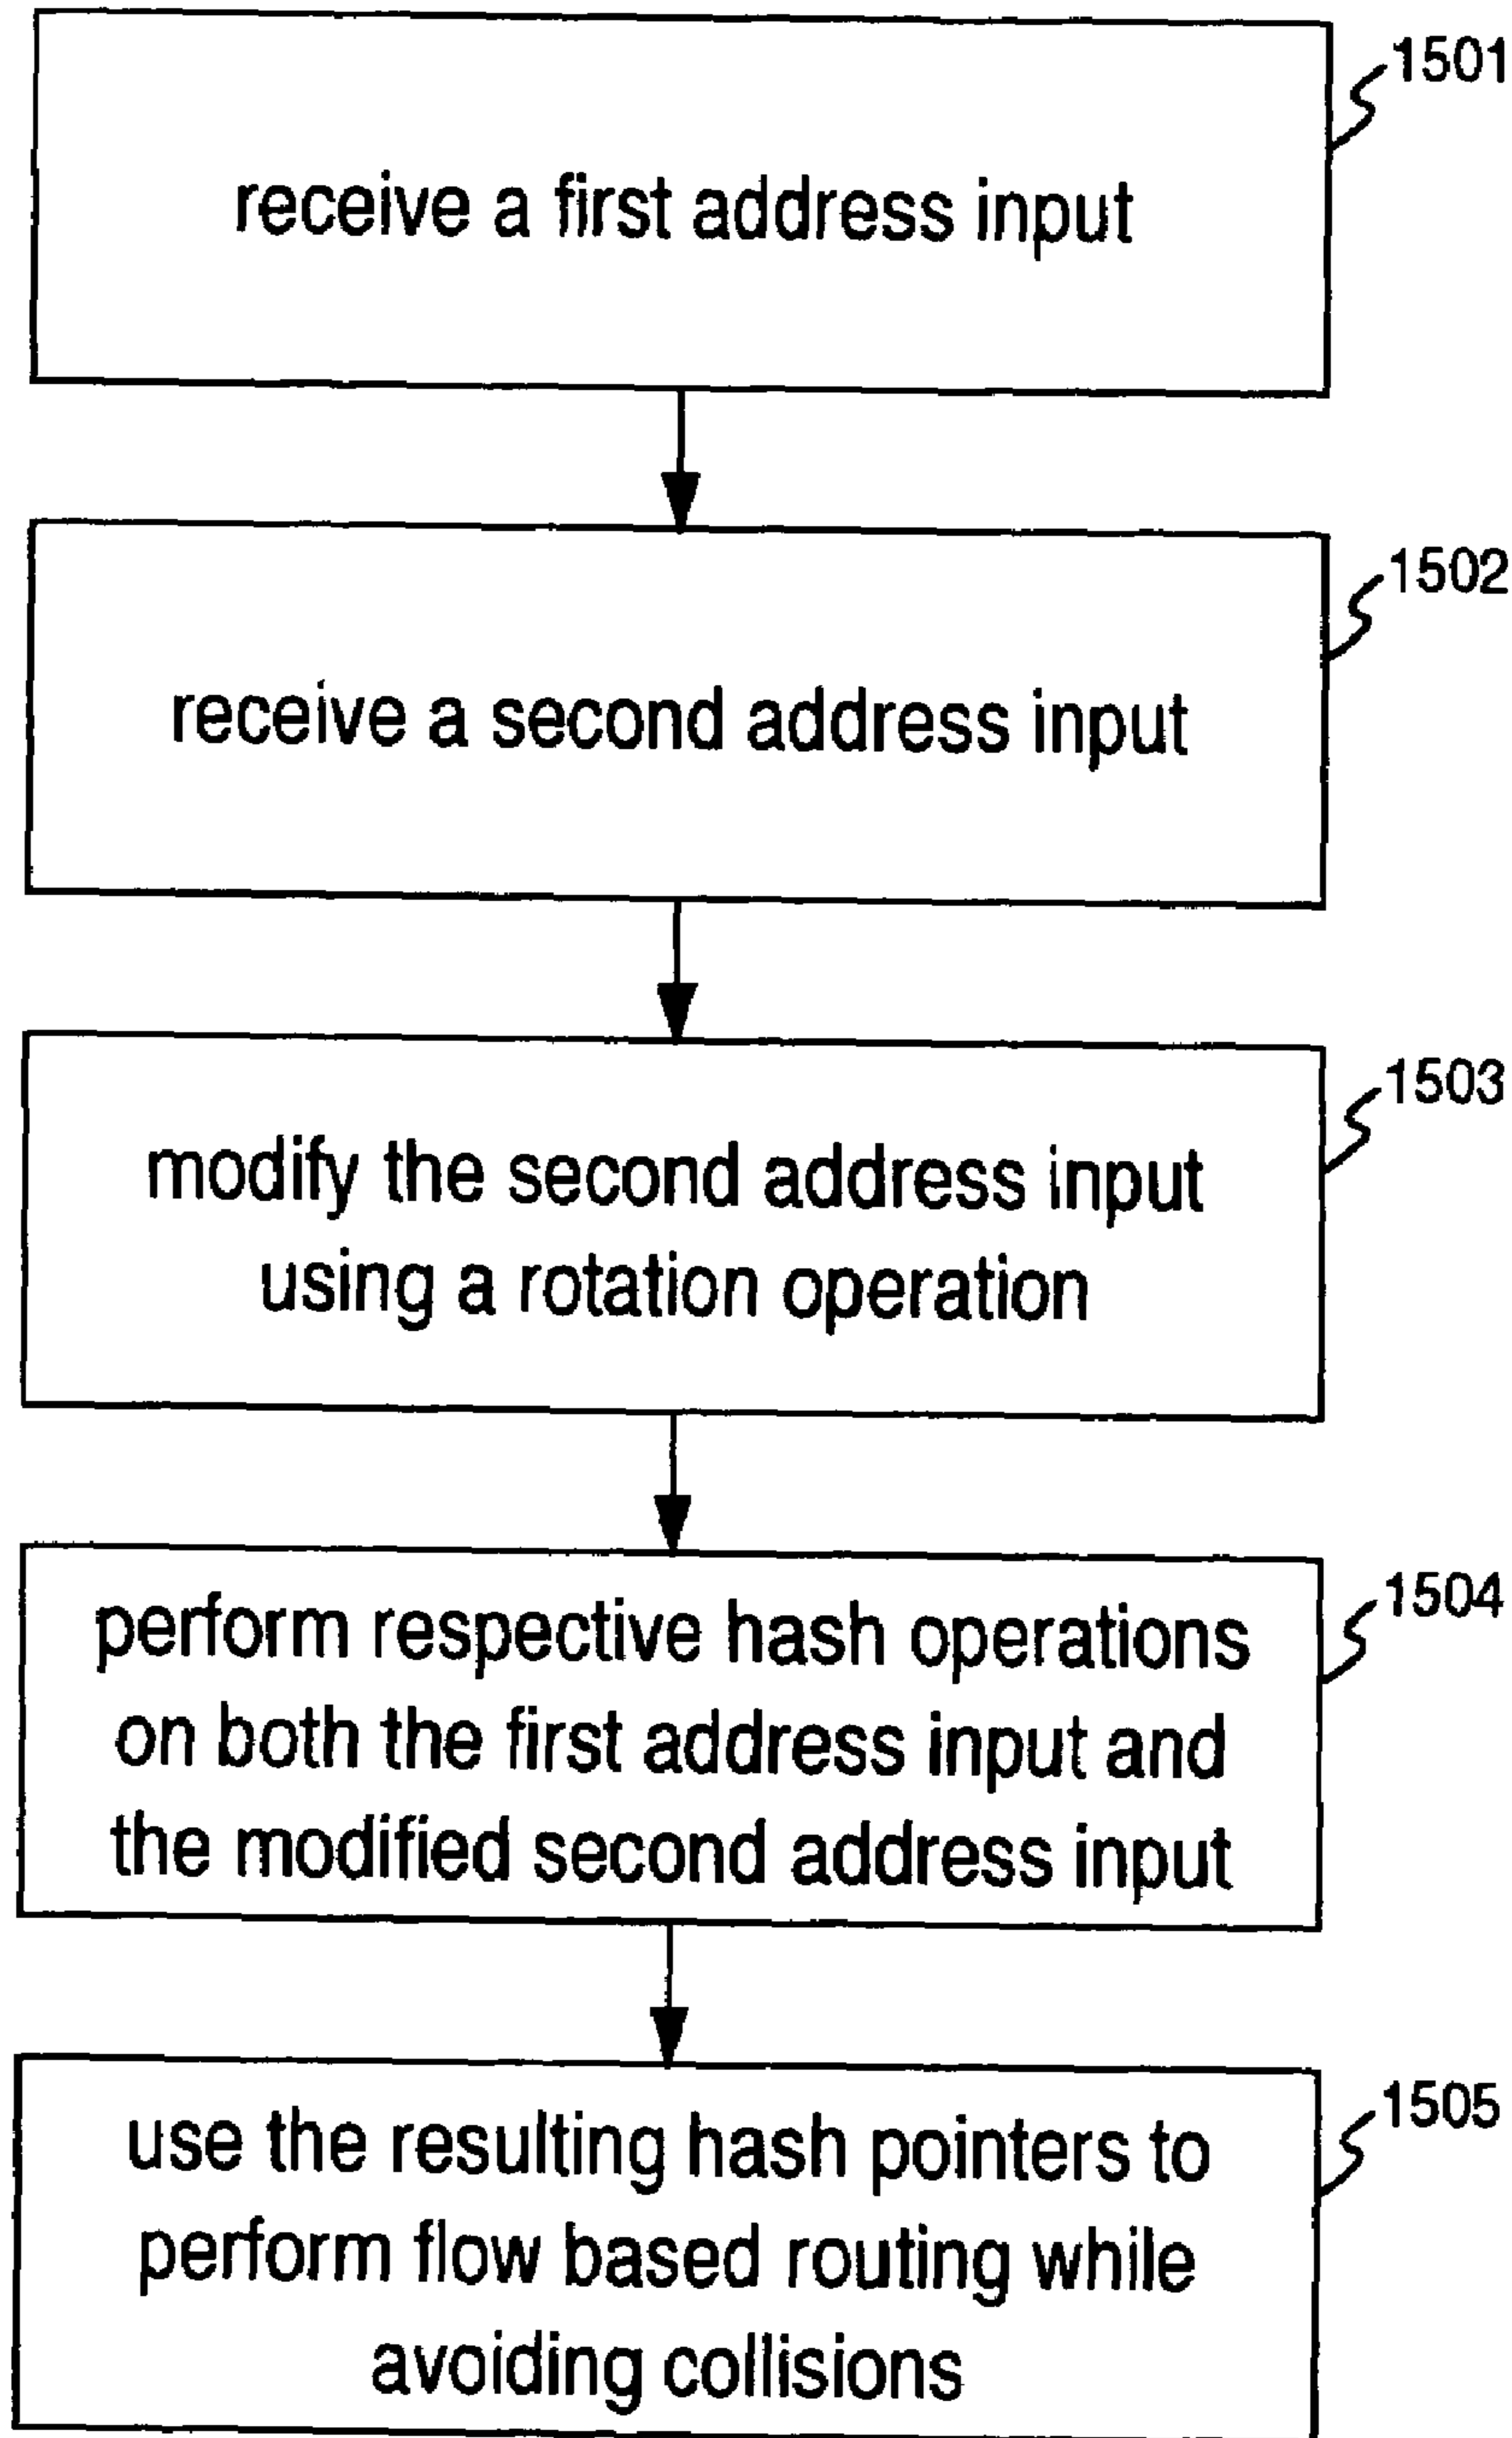 1501
receive a first address input
1502
receive a second address input
1503
modify the second address input
using a rotation operation
1504
perform respective hash operations
on both the first address input and
the modified second address input
1505
use the resulting hash pointers to
perform flow based routing while
avoiding collisions